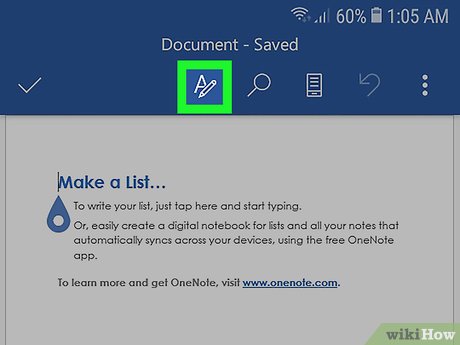 60% 1:05 AM
Document - Saved
A
Make a List...
To write your list, just tap here and start typing.
Or, easily create a digital notebook for lists and all your notes that
automatically syncs across your devices, using the free OneNote
app.
To learn more and get OneNote, visit www.onenote.com.
wikiHow